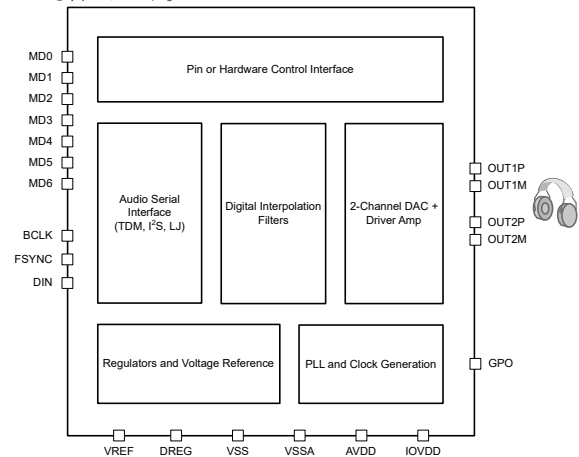 Pin or Hardware Control Interface
MD0
MD1
MD2
MD3
MD4
MD5
MD6
BCLK
FSYNC
DIN
Audio Serial
Interface
(TDM, I²S, LJ)
Digital Interpolation
Filters
2-Channel DAC +
Driver Amp
OUT1P
OUT1M
OUT2P
OUT2M
Regulators and Voltage Reference
PLL and Clock Generation
GPO
VREF
DREG
VSS
VSSA
AVDD
IOVDD